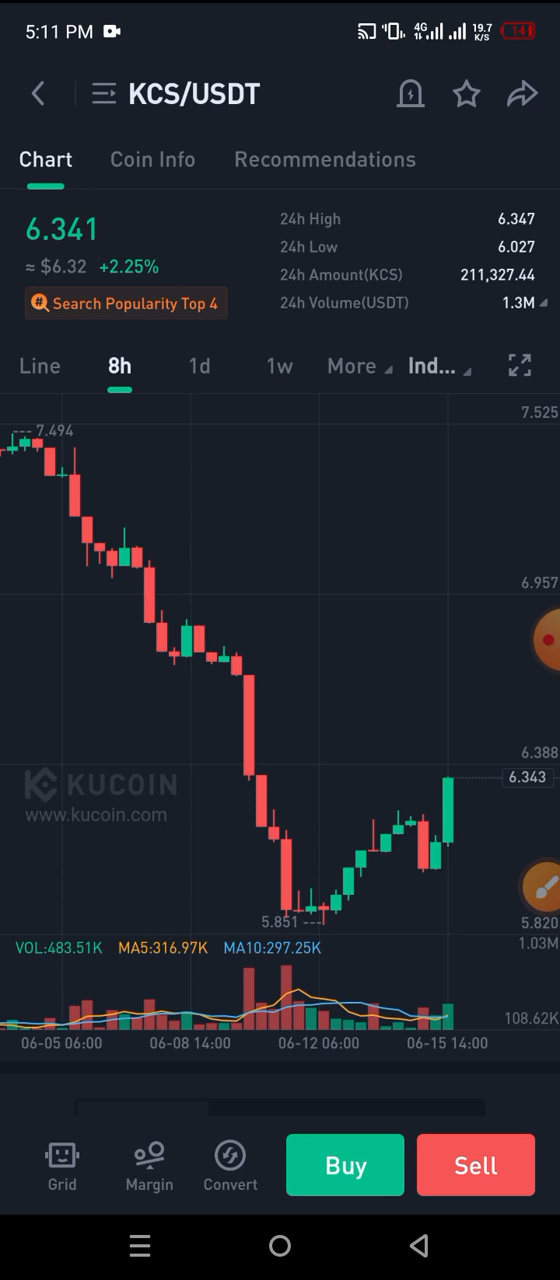 5:11 PM
4G
19.7 K/S
14
KCS/USDT
Chart Coin Info Recommendations
6.341
≈ $6.32 +2.25%
Search Popularity Top 4
24h High 6.347
24h Low 6.027
24h Amount(KCS) 211,327.44
24h Volume(USDT) 1.3M
Line 8h 1d 1w More Ind...
7.525
7.494
6.957
6.388
6.343
KUCOIN
www.kucoin.com
5.851
5.820
VOL:483.51K MA5:316.97K MA10:297.25K
1.03M
108.62K
06-05 06:00 06-08 14:00 06-12 06:00 06-15 14:00
Grid Margin Convert Buy Sell